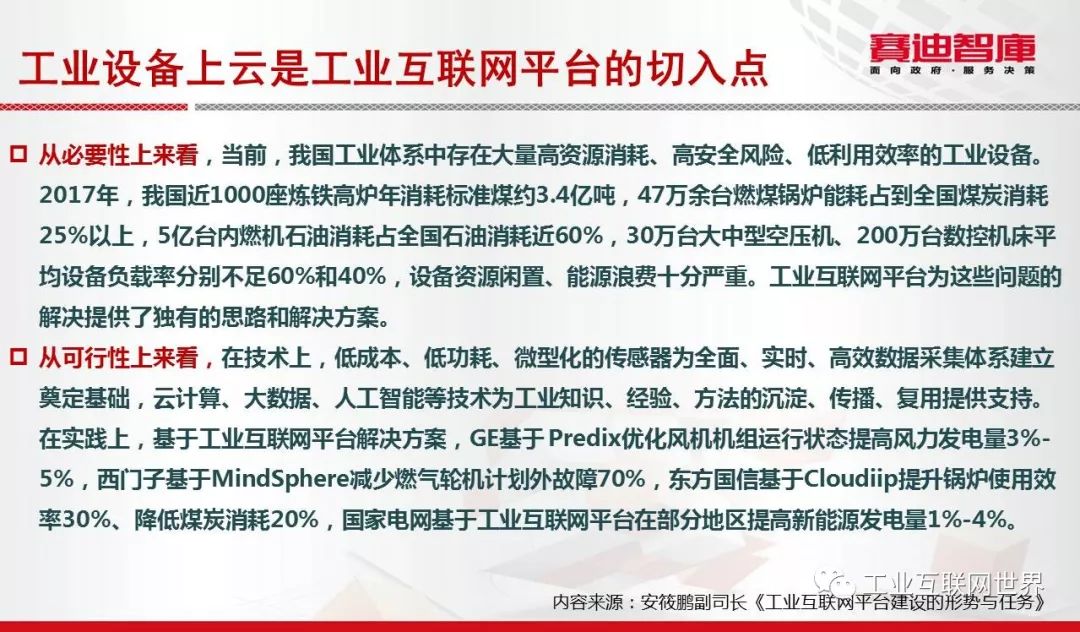 工业设备上云是工业互联网平台的切入点
赛迪智库
面向政府·服务决策
从必要性上来看，当前，我国工业体系中存在大量高资源消耗、高安全风险、低利用效率的工业设备。
2017年，我国近1000座炼铁高炉年消耗标准煤约3.4亿吨，47万余台燃煤锅炉能耗占到全国煤炭消耗
25%以上，5亿台内燃机石油消耗占全国石油消耗近60%，30万台大中型空压机、200万台数控机床平
均设备负载率分别不足60%和40%，设备资源闲置、能源浪费十分严重。工业互联网平台为这些问题的
解决提供了独有的思路和解决方案。
从可行性上来看，在技术上，低成本、低功耗、微型化的传感器为全面、实时、高效数据采集体系建立
奠定基础，云计算、大数据、人工智能等技术为工业知识、经验、方法的沉淀、传播、复用提供支持。
在实践上，基于工业互联网平台解决方案，GE基于Predix优化风机机组运行状态提高风力发电量3%-
5%，西门子基于MindSphere减少燃气轮机计划外故障70%，东方国信基于Cloudiip提升锅炉使用效
率30%、降低煤炭消耗20%，国家电网基于工业互联网平台在部分地区提高新能源发电量1%-4%。
工业互联网世界
内容来源：安筱鹏副司长《工业互联网平台建设的形势与任务》